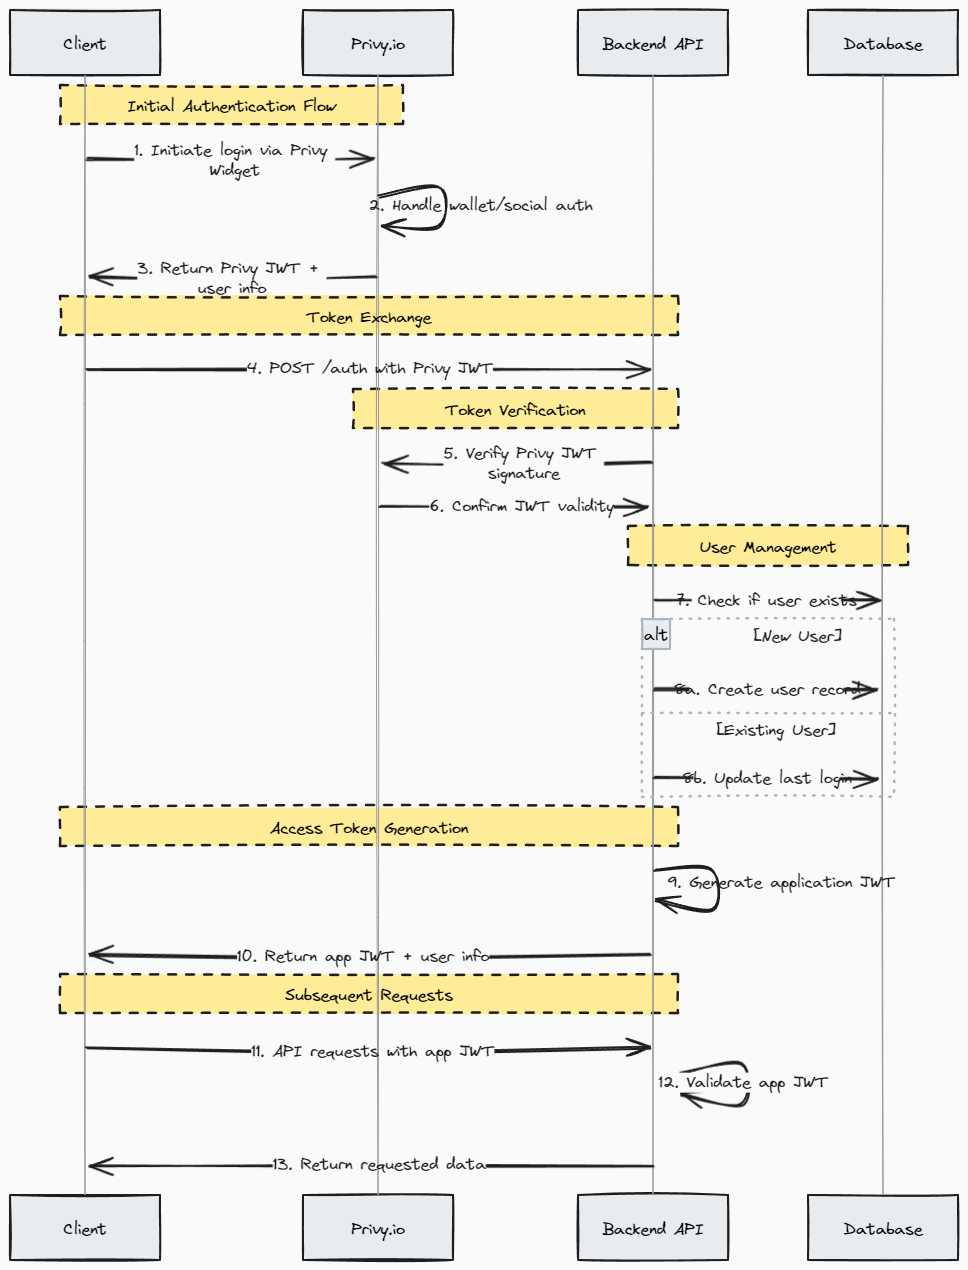 Client
Privy.io
Backend API
Database
Initial Authentication Flow
1. Initiate login via Privy
Widget
2. Handle wallet/social auth
3. Return Privy JWT +
user info
Token Exchange
4. POST /auth with Privy JWT
Token Verification
5. Verify Privy JWT
signature
6. Confirm JWT validity
User Management
7. Check if user exists
alt
[New User]
8a. Create user record
[Existing User]
8b. Update last login
Access Token Generation
9. Generate application JWT
10. Return app JWT + user info
Subsequent Requests
11. API requests with app JWT
12. Validate app JWT
13. Return requested data
Client
Privy.io
Backend API
Database